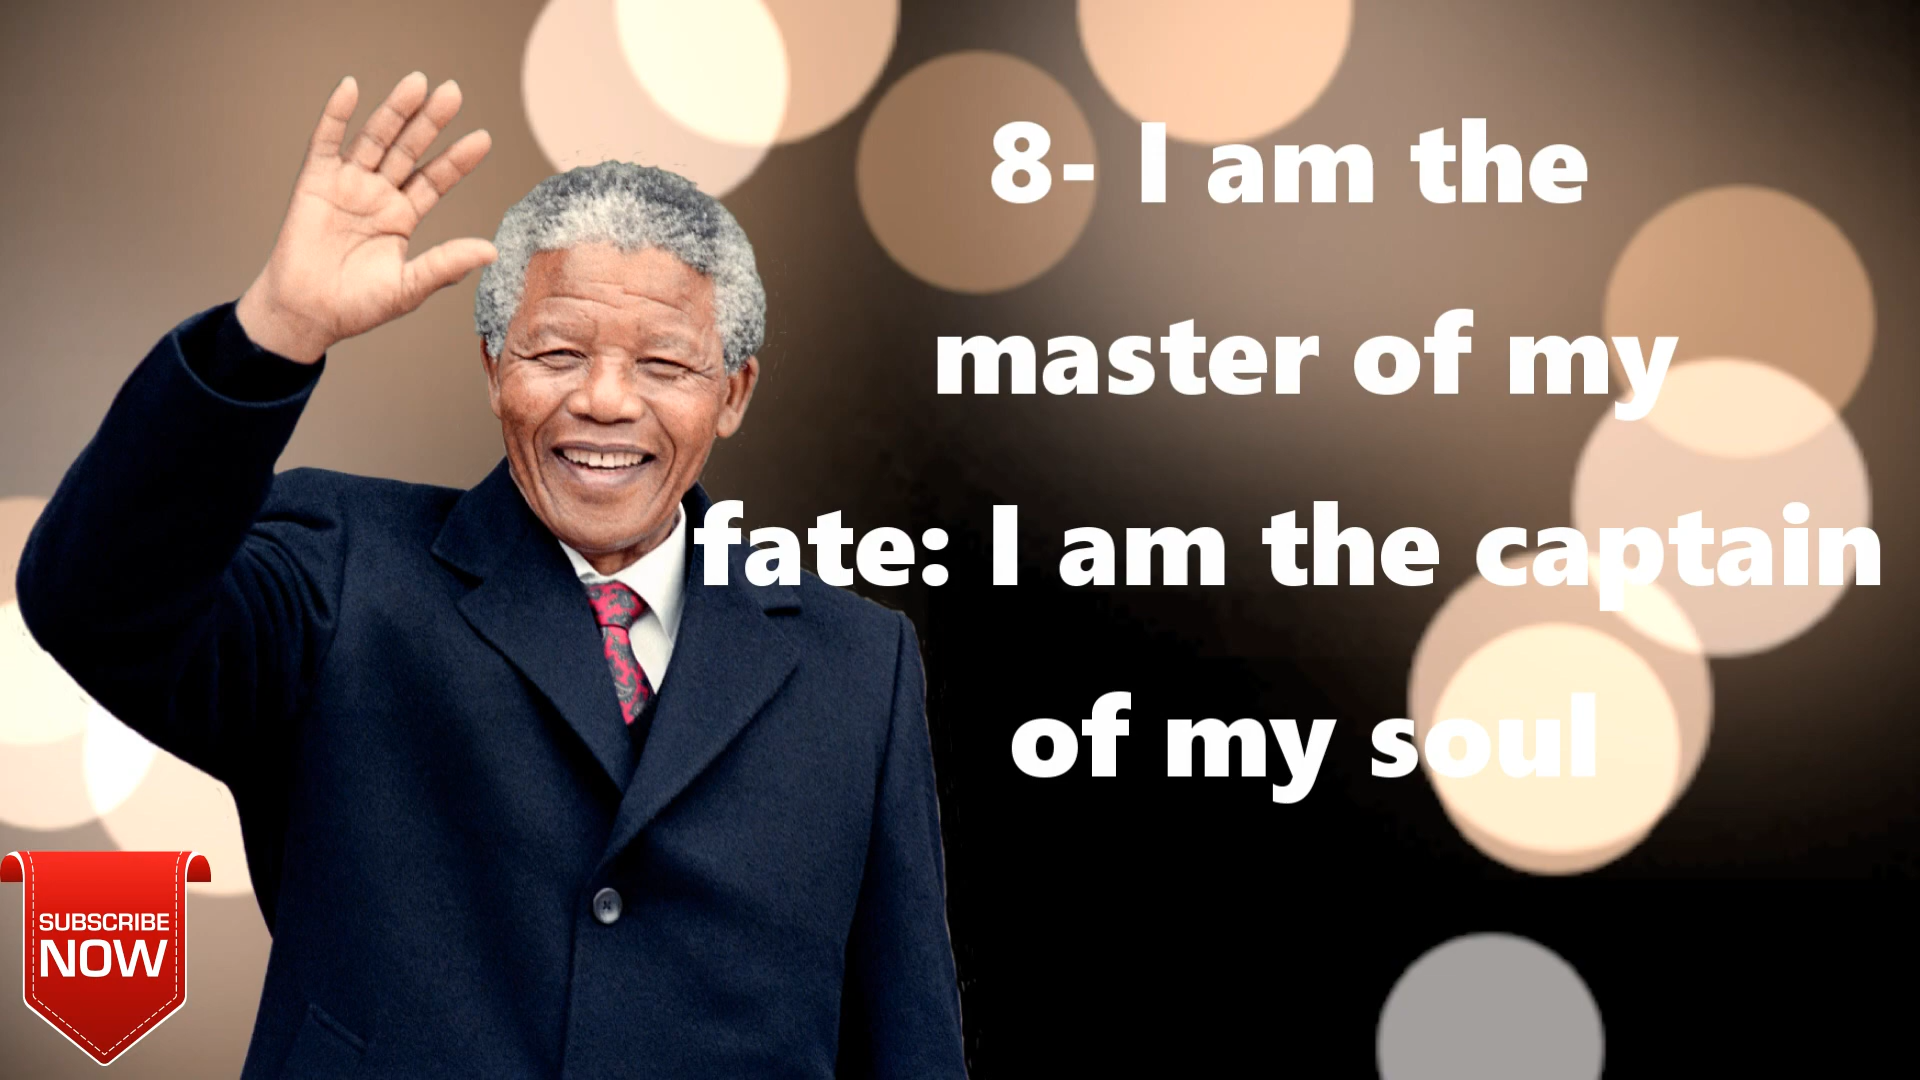 8- I am the
master of my
fate: I am the captain
of my soul
SUBSCRIBE
NOW